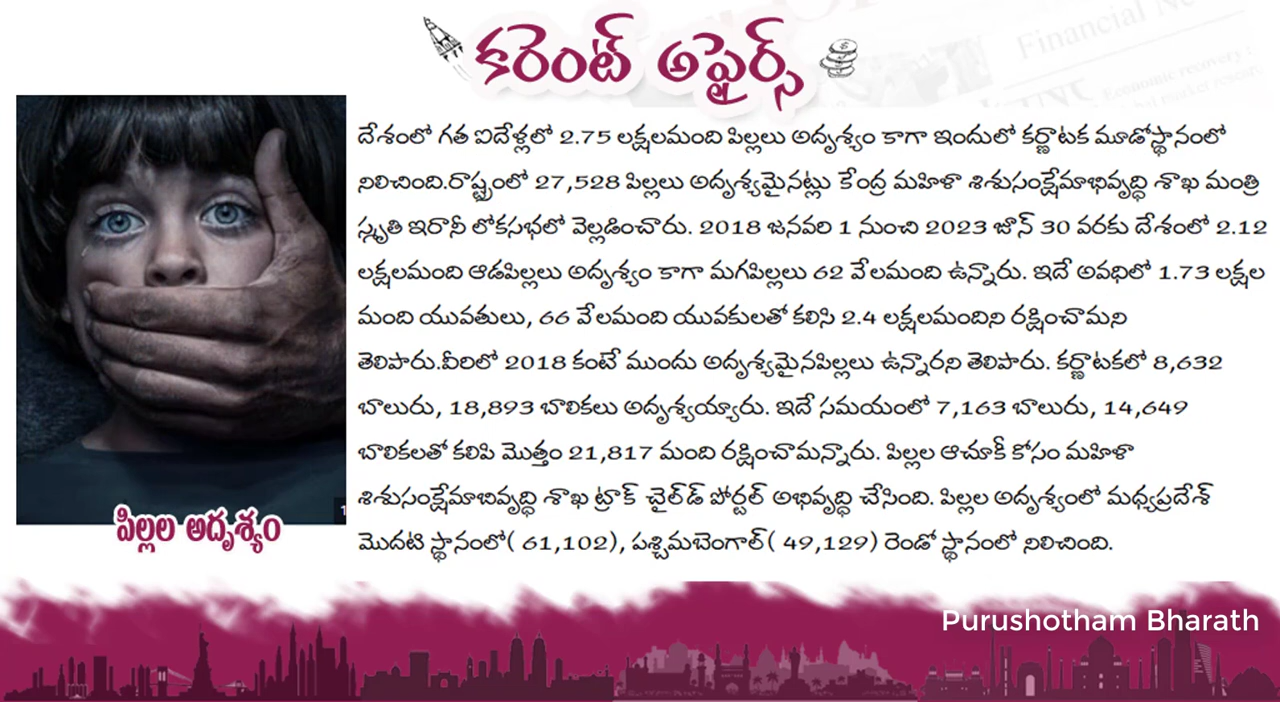 కరెంట్ అఫైర్స్
Financial Ne
Economic recovery
దేశంలో గత ఐదేళ్లలో 2.75 లక్షలమంది పిల్లలు అదృశ్యం కాగా ఇందులో కర్ణాటక మూడోస్థానంలో
నిలిచింది.రాష్ట్రంలో 27,528 పిల్లలు అదృశ్యమైనట్లు కేంద్ర మహిళా శిశుసంక్షేమాభివృద్ధి శాఖ మంత్రి
స్మృతి ఇరానీ లోకసభలో వెల్లడించారు. 2018 జనవరి 1 నుంచి 2023 జూన్ 30 వరకు దేశంలో 2.12
లక్షలమంది ఆడపిల్లలు అదృశ్యం కాగా మగపిల్లలు 62 వేలమంది ఉన్నారు. ఇదే అవధిలో 1.73 లక్షల
మంది యువతులు, 66 వేలమంది యువకులతో కలిసి 2.4 లక్షలమందిని రక్షించామని
తెలిపారు.వీరిలో 2018 కంటే ముందు అదృశ్యమైనపిల్లలు ఉన్నారని తెలిపారు. కర్ణాటకలో 8,632
బాలురు, 18,893 బాలికలు అదృశ్యయ్యారు. ఇదే సమయంలో 7,163 బాలురు, 14,649
బాలికలతో కలిపి మొత్తం 21,817 మంది రక్షించామన్నారు. పిల్లల ఆచూకీ కోసం మహిళా
శిశుసంక్షేమాబివృద్ధి శాఖ ట్రాక్ చైల్డ్ పోర్టల్ అభివృద్ధి చేసింది. పిల్లల అదృశ్యంలో మధ్యప్రదేశ్
మొదటి స్థానంలో( 61,102), పశ్చిమబెంగాల్( 49,129) రెండో స్థానంలో నిలిచింది.
1
పిల్లల అదృశ్యం
Purushotham Bharath